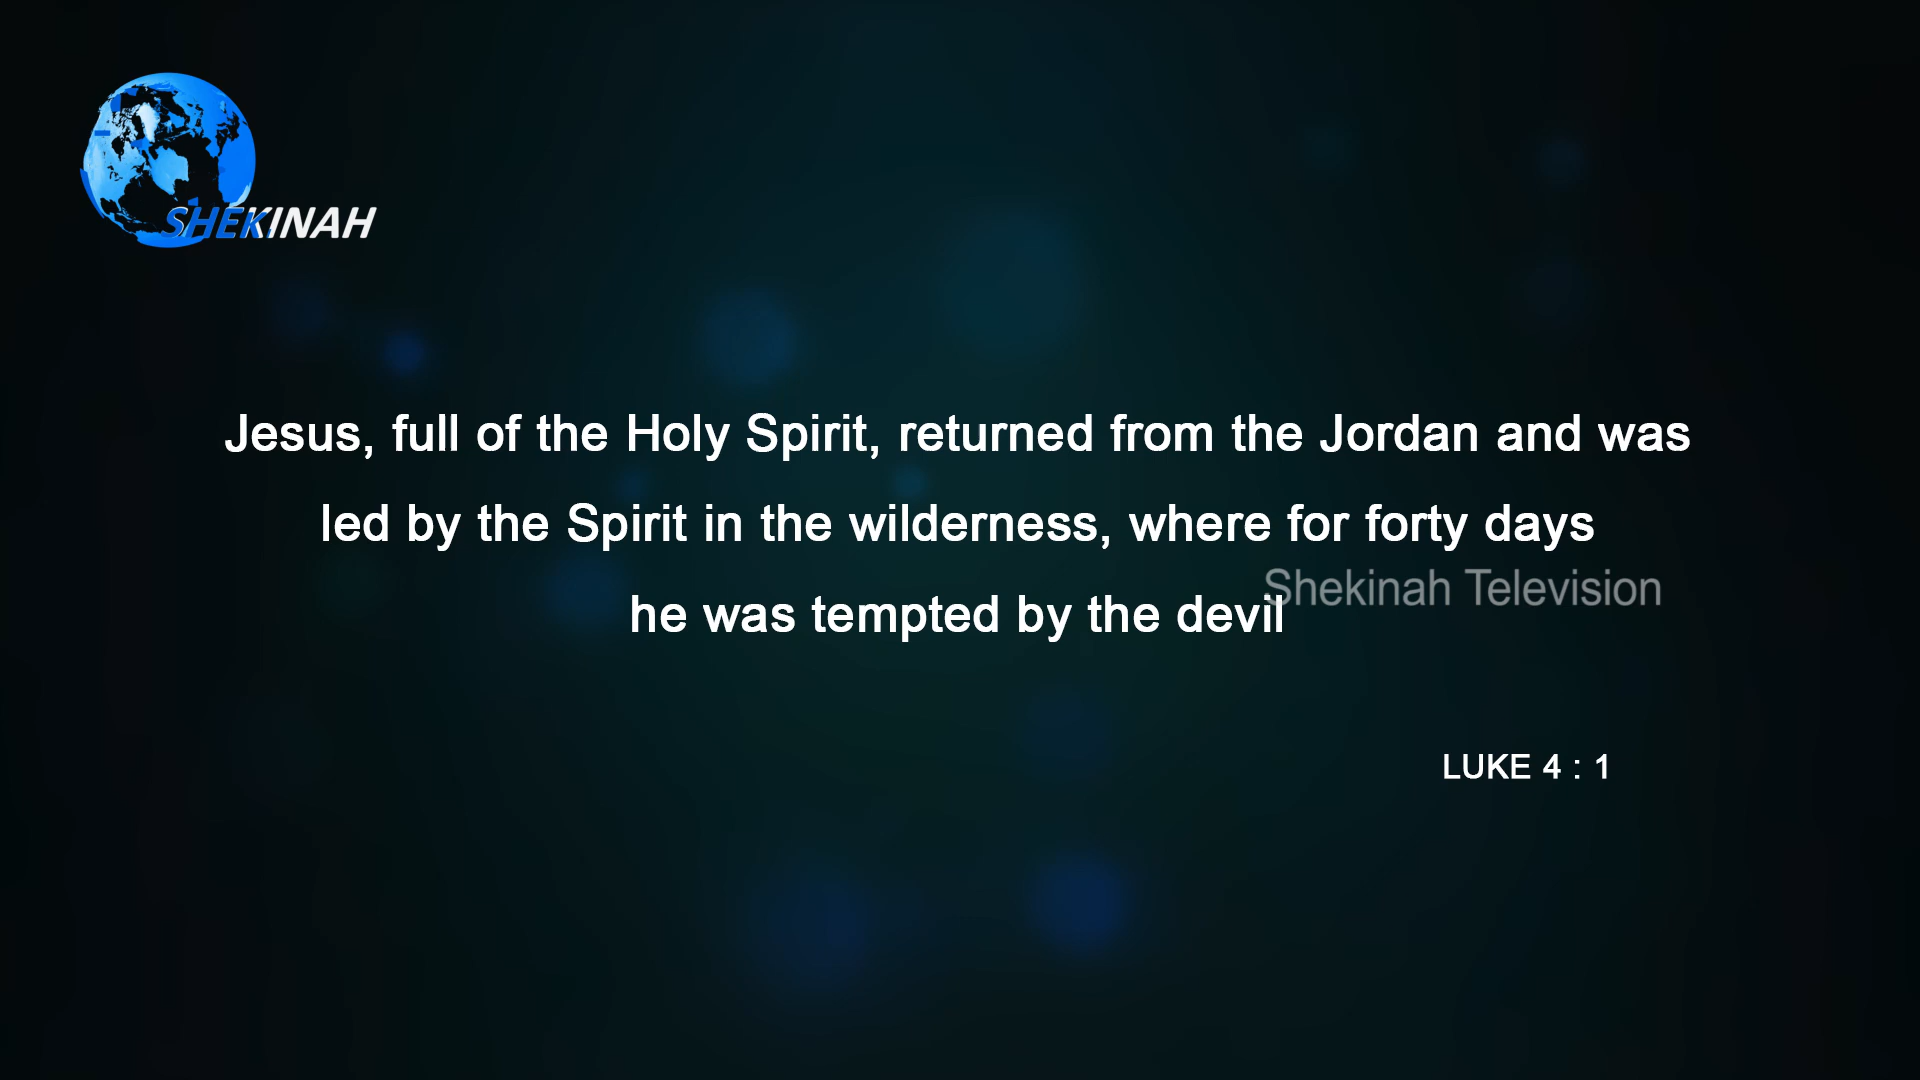 SHEKINAH
Jesus, full of the Holy Spirit, returned from the Jordan and was
led by the Spirit in the wilderness, where for forty days
he was tempted by the devil
Shekinah Television
LUKE 4 : 1